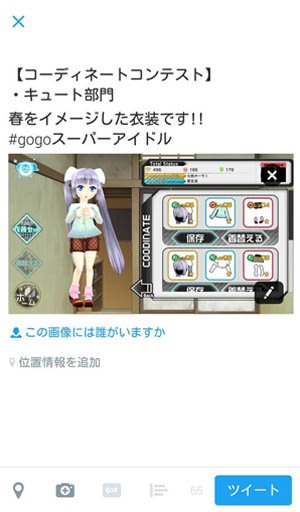 【コーディネートコンテスト】
・キュート部門
春をイメージした衣装です!!
#gogoスーパーアイドル
Total Status
COODINATE
保存
着替える
保存
着替える
Back
ホーム
この画像には誰がいますか
位置情報を追加
GIF
65
ツイート